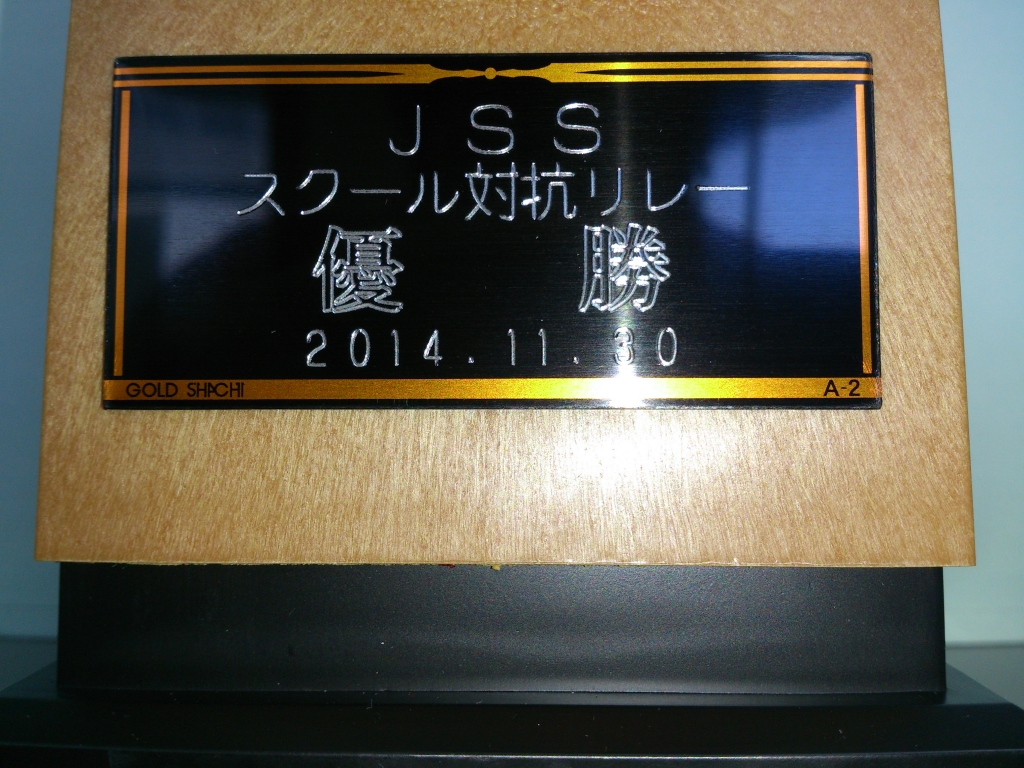 JSS
スクール対抗リレー
優勝
2014.11.30
GOLD SHACHI
A-2